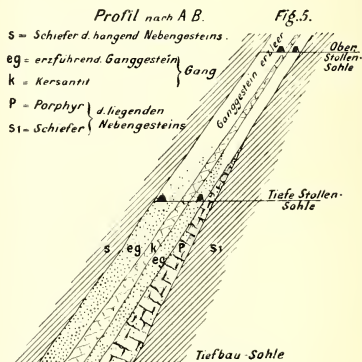 Profil nach A B.
Fig.5.
s = Schiefer d. hangend Nebengesteins.
eg = erzführend. Ganggestein
k = Kersantit
Gang
P = Porphyr
s1 = Schiefer
d. liegenden
Nebengesteins
Ganggestein erzleer
Ober
Stollen-
Sohle
Tiefe Stollen-
Sohle
s eg k P S1
eg
Tiefbau-Sohle